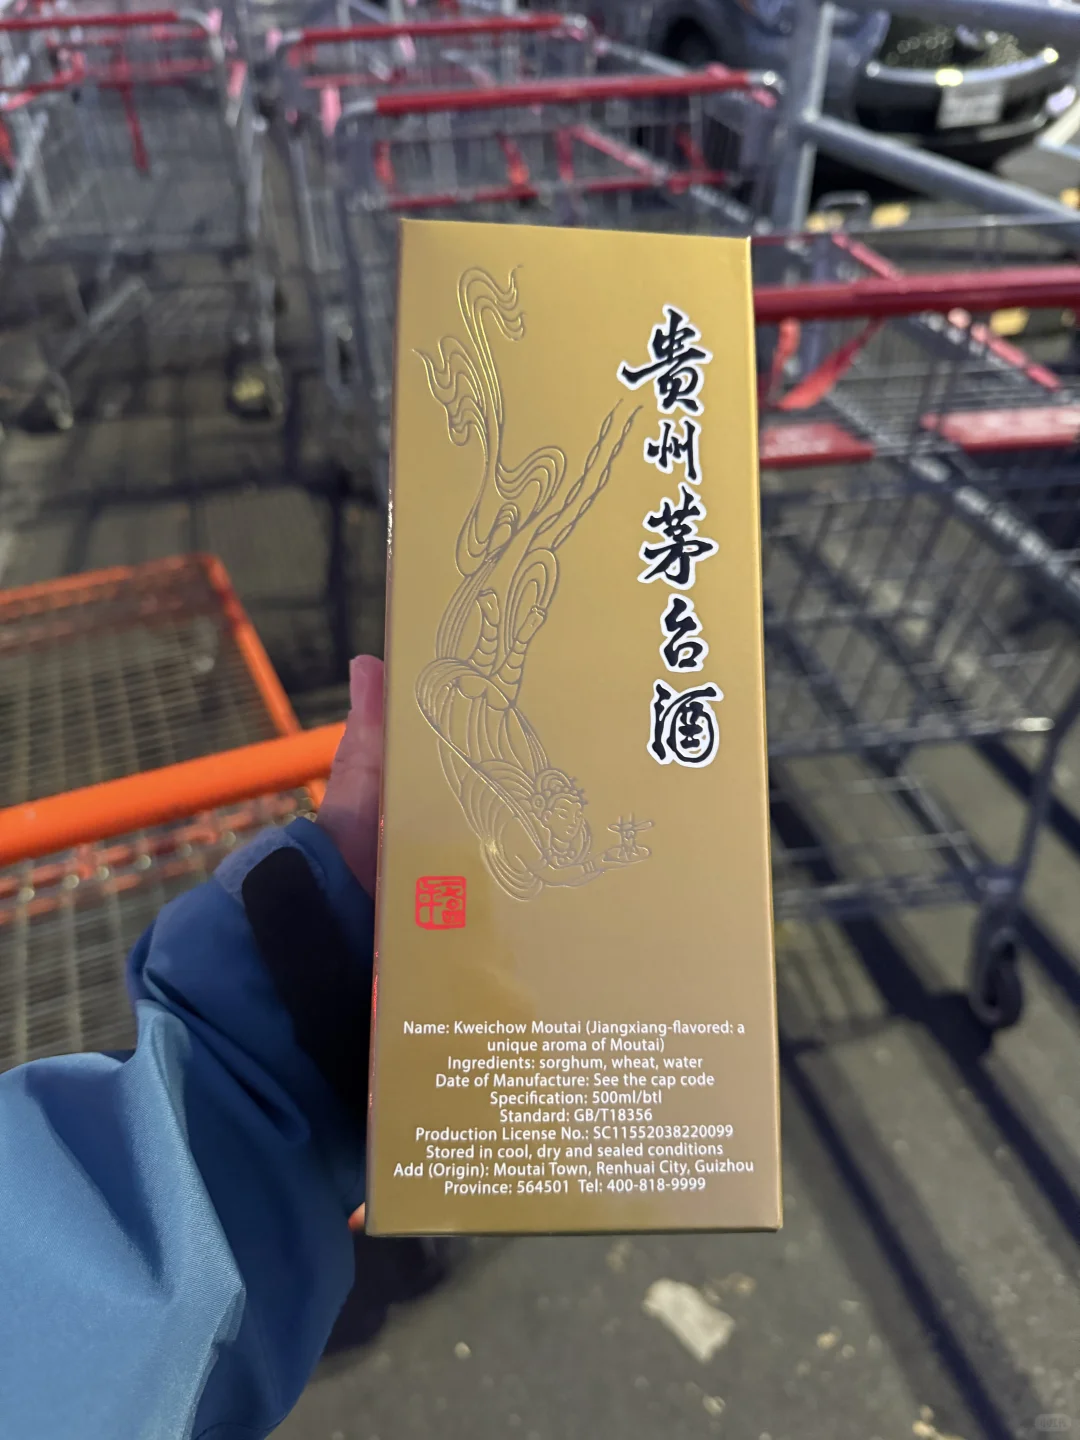 貴州茅台酒
Name: Kweichow Moutai (Jiangxiang-flavored: a
unique aroma of Moutai)
Ingredients: sorghum, wheat, water
Date of Manufacture: See the cap code
Specification: 500ml/btl
Standard: GB/T18356
Production License No.: SC11552038220099
Stored in cool, dry and sealed conditions
Add (Origin): Moutai Town, Renhuai City, Guizhou
Province: 564501 Tel: 400-818-9999